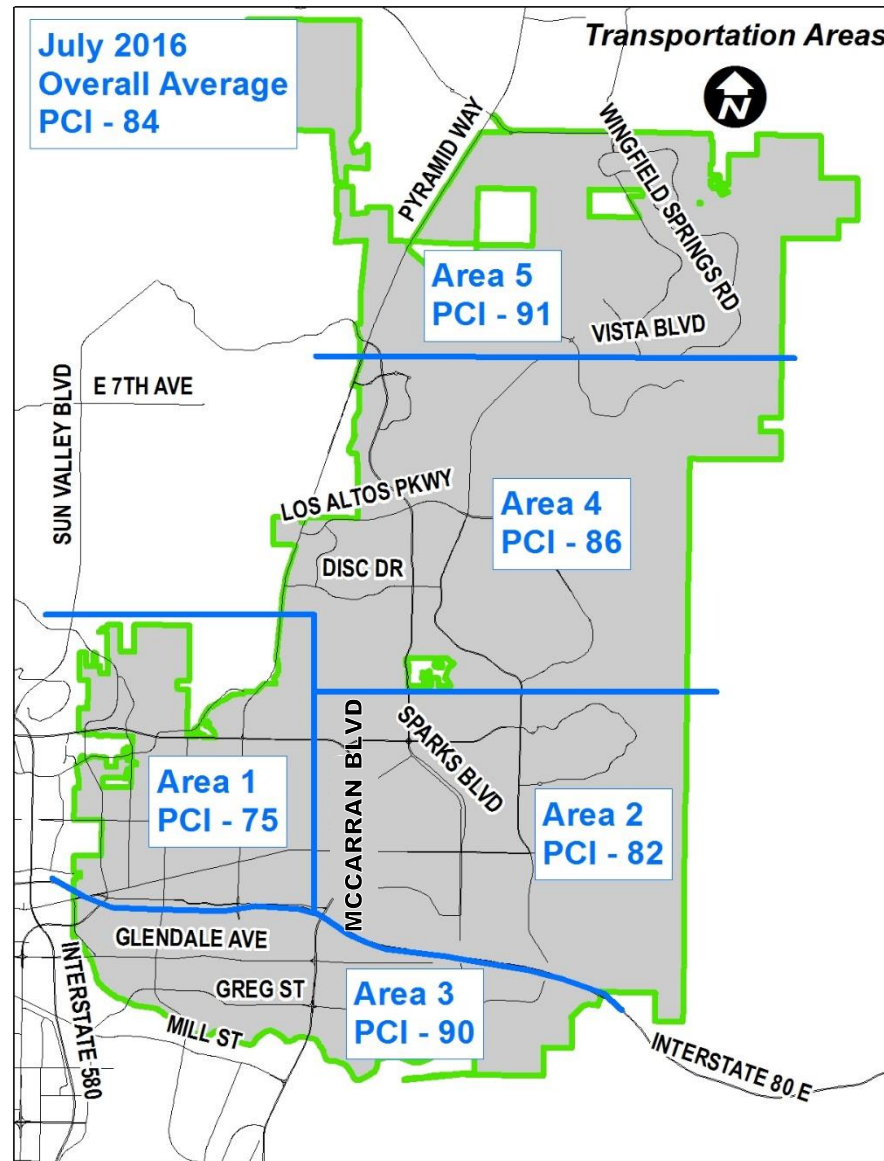 July 2016
Overall Average
PCI - 84
Transportation Areas
N
PYRAMID WAY
WINGFIELD SPRINGS RD
Area 5
PCI - 91
VISTA BLVD
SUN VALLEY BLVD
E 7TH AVE
LOS ALTOS PKWY
Area 4
PCI - 86
DISC DR
MCCARRAN BLVD
SPARKS BLVD
Area 1
PCI - 75
Area 2
PCI - 82
GLENDALE AVE
INTERSTATE 580
GREG ST
MILL ST
Area 3
PCI - 90
INTERSTATE 80 E